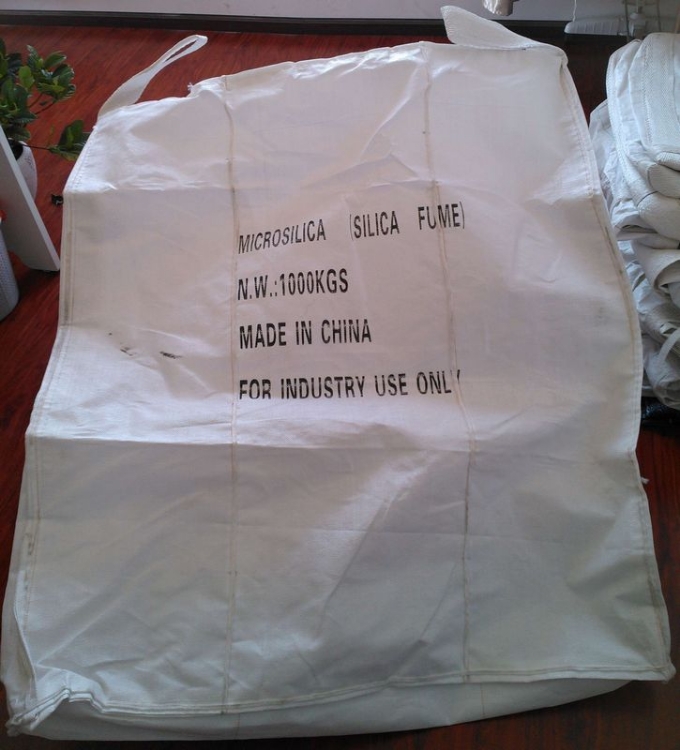 MICROSILICA (SILICA FUME)
N.W.:1000KGS
MADE IN CHINA
FOR INDUSTRY USE ONLY